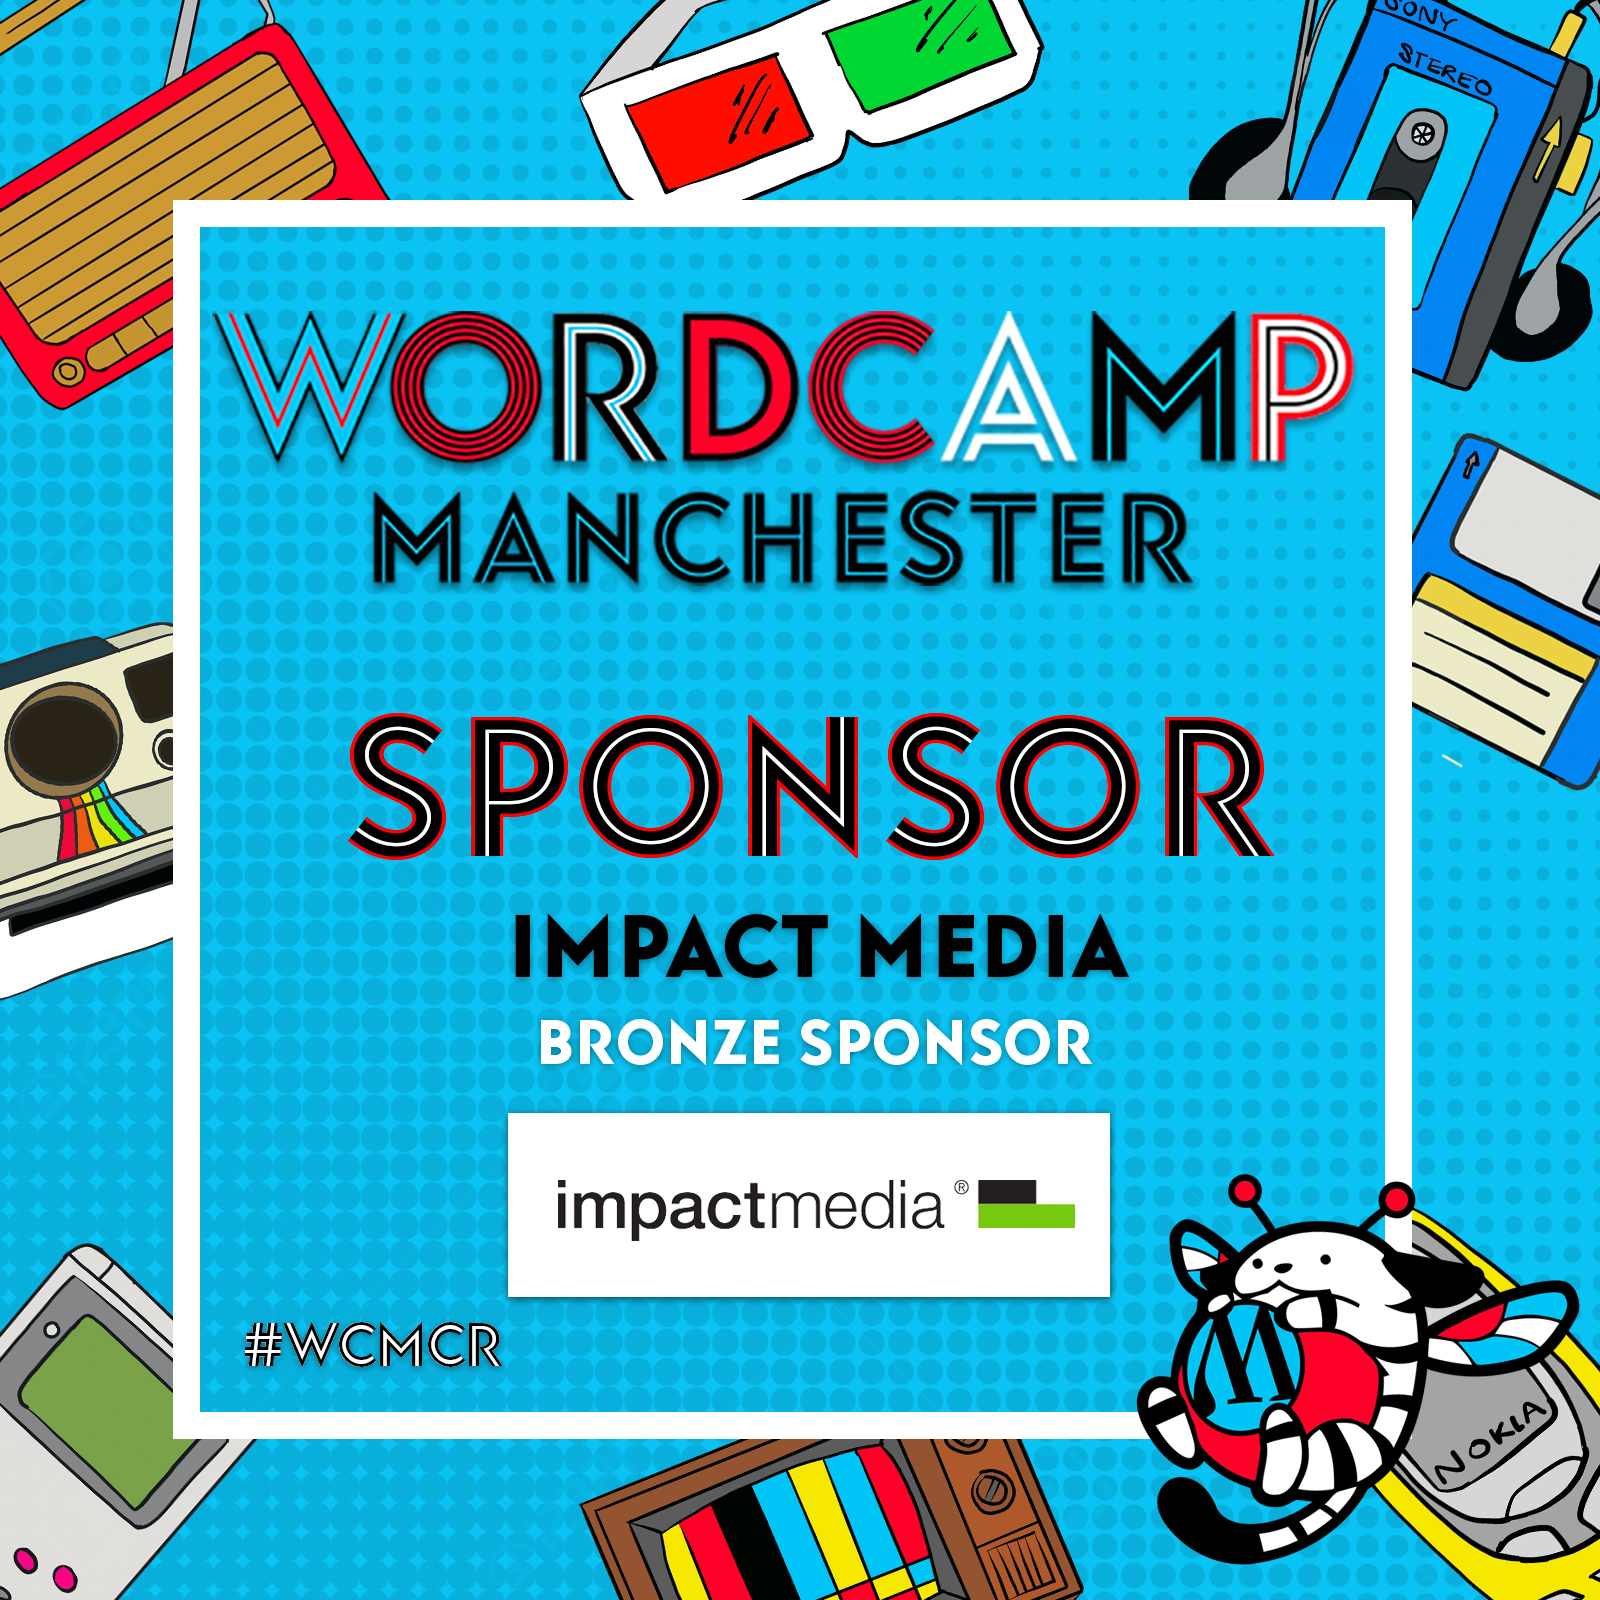 SONY
STEREO
WORDCAMP
MANCHESTER
SPONSOR
IMPACT MEDIA
BRONZE SPONSOR
impactmedia®
#WCMCR
W
NOKIA